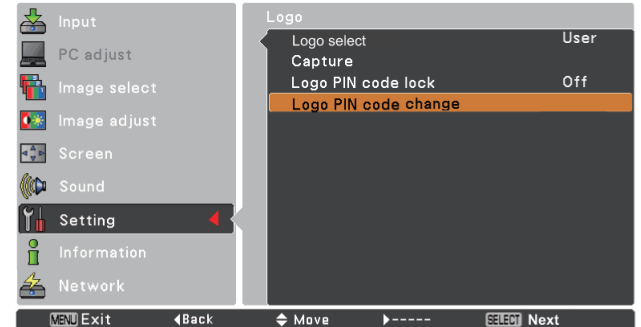 Input
PC adjust
Image select
Image adjust
Screen
Sound
Setting
Information
Network
Logo
Logo select User
Capture
Logo PIN code lock Off
Logo PIN code change
MENU Exit Back Move ----- SELECT Next